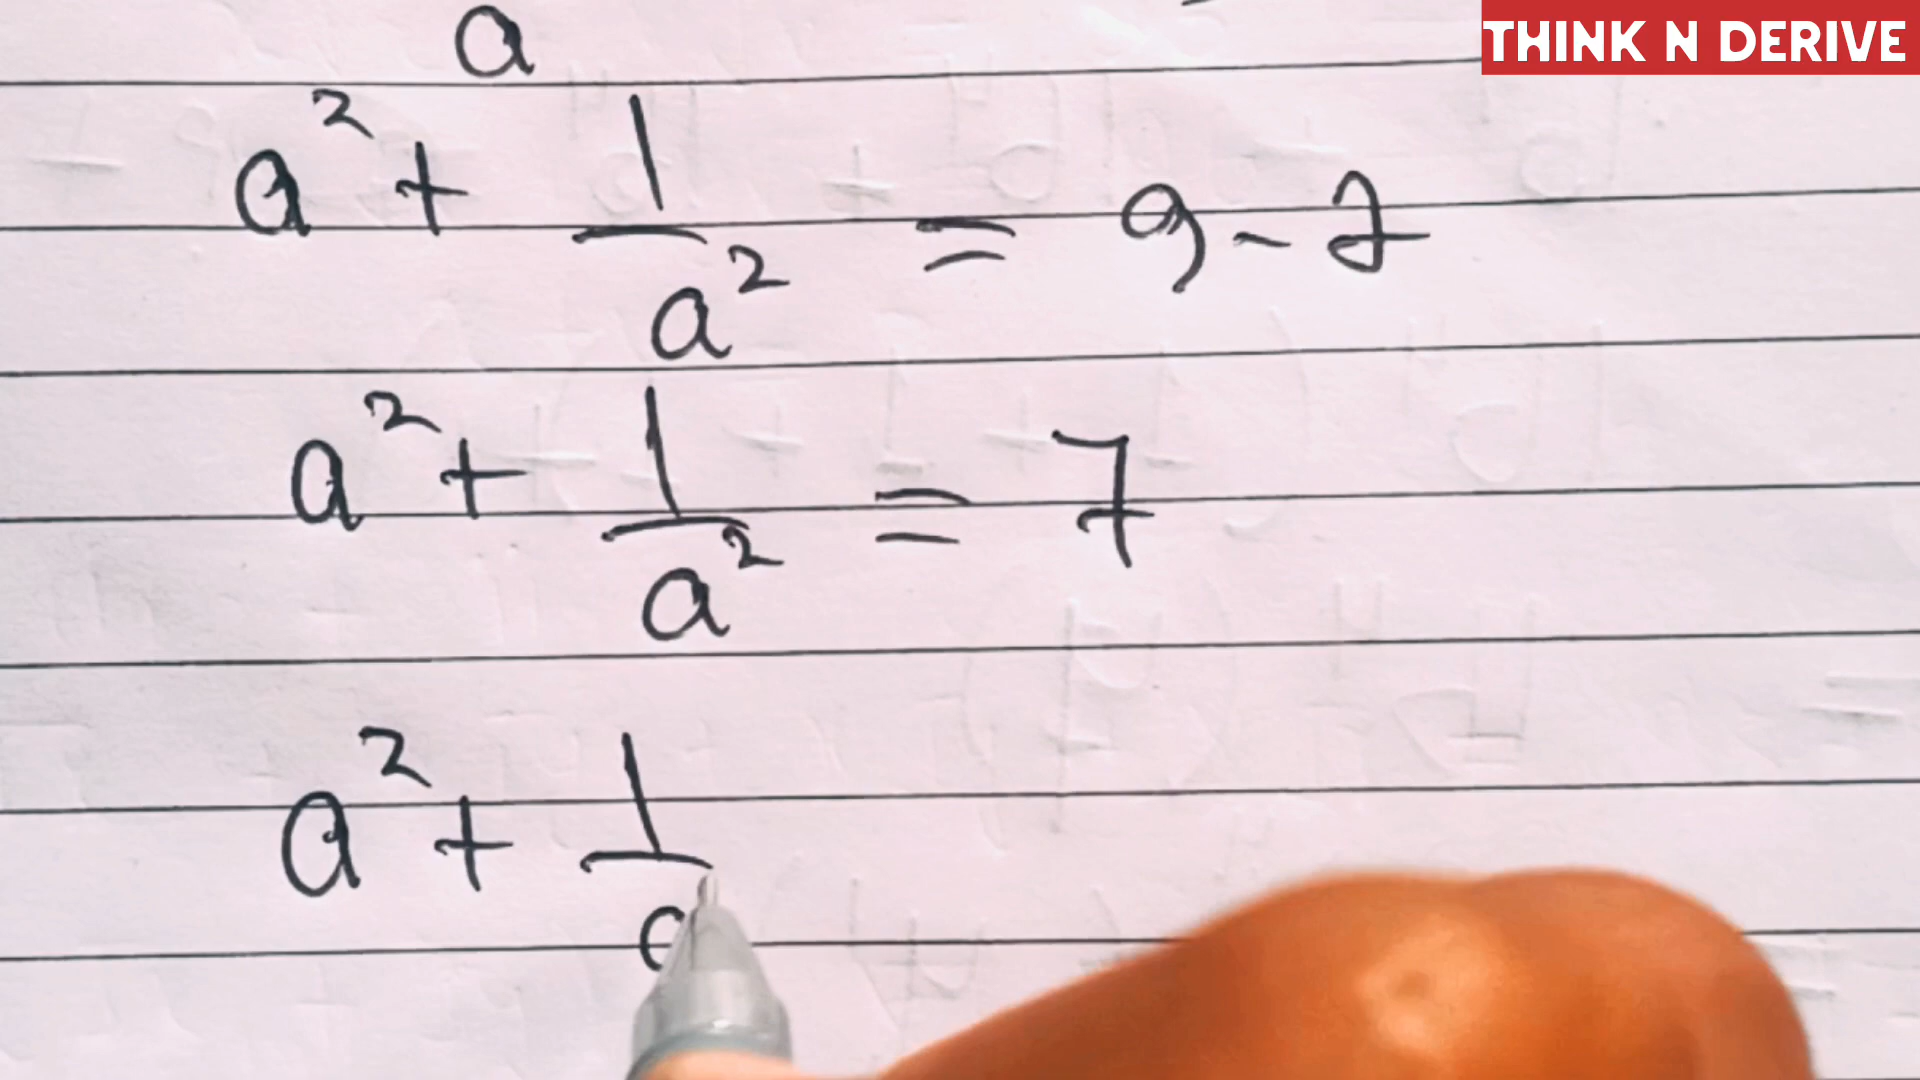 THINK N DERIVE
a
a² + 1/a² = 9 - 2
a² + 1/a² = 7
a² + 1/a